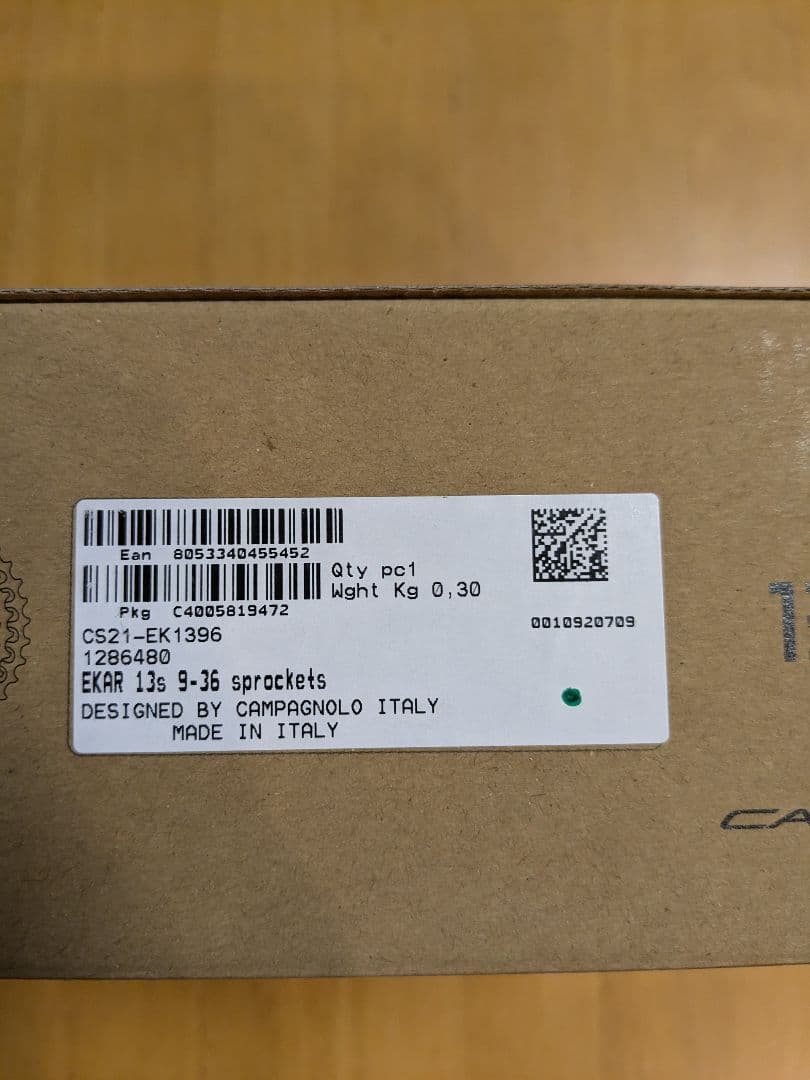 Ean 8053340455452
Qty pc1
Wght Kg 0,30
Pkg C4005819472
0010920709
CS21-EK1396
1286480
EKAR 13s 9-36 sprockets
DESIGNED BY CAMPAGNOLO ITALY
MADE IN ITALY
CA